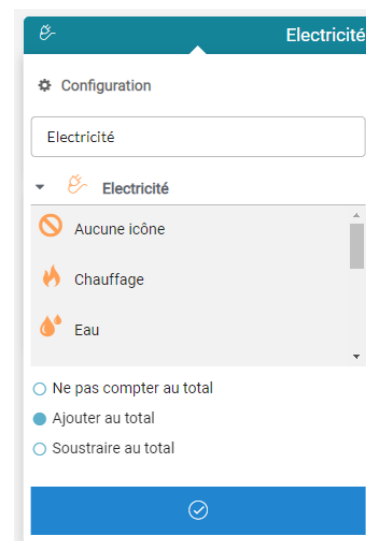 Electricité
Configuration
Electricité
Electricité
Aucune icône
Chauffage
Eau
Ne pas compter au total
Ajouter au total
Soustraire au total